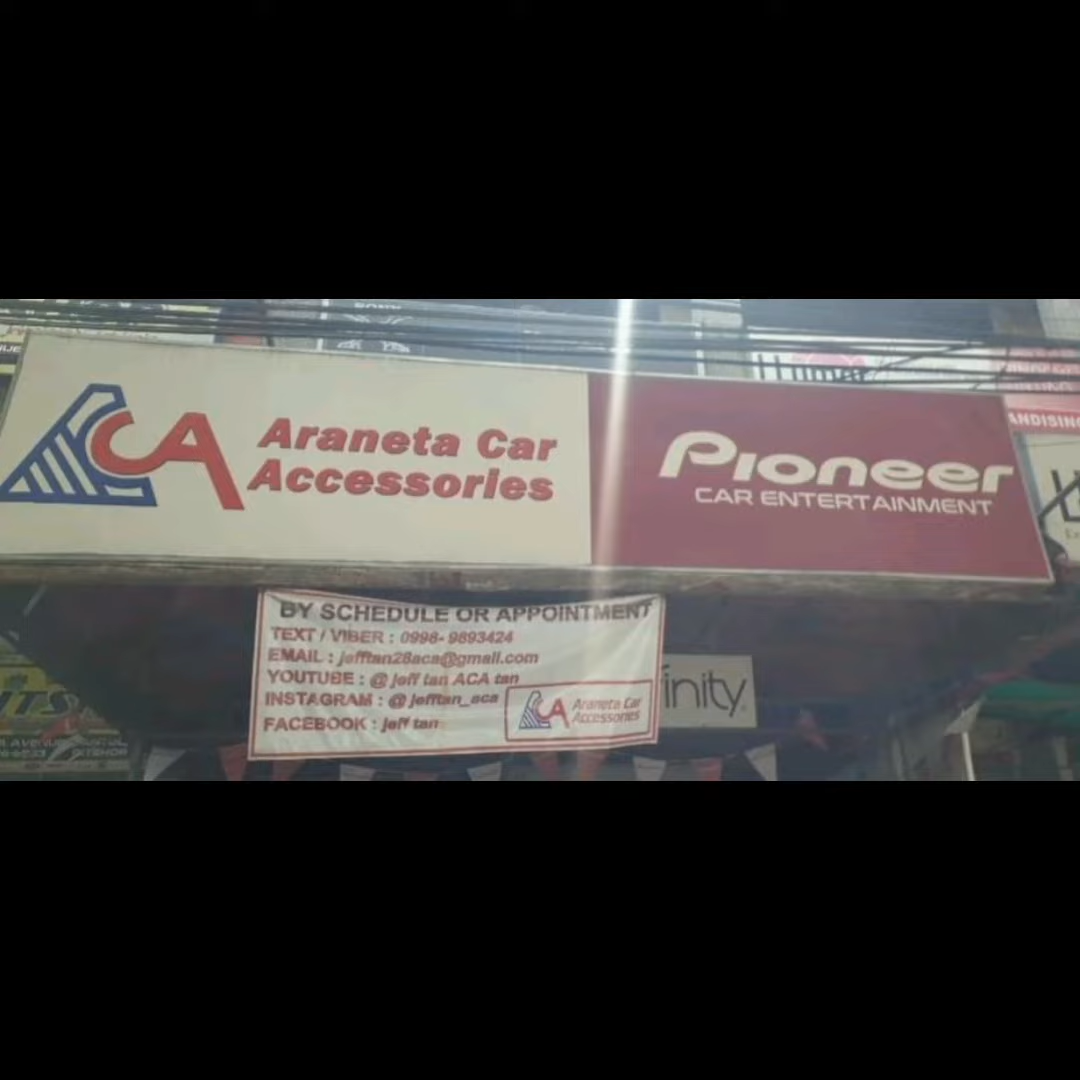 ACA
Araneta Car
Accessories
Pioneer
CAR ENTERTAINMENT
BY SCHEDULE OR APPOINTMENT
TEXT / VIBER : 0998- 9893424
EMAIL : jefftan28aca@gmail.com
YOUTUBE : @ jeff tan ACA tan
INSTAGRAM : @ jefftan_aca
FACEBOOK : jeff tan
ACA
Araneta Car
Accessories
finity